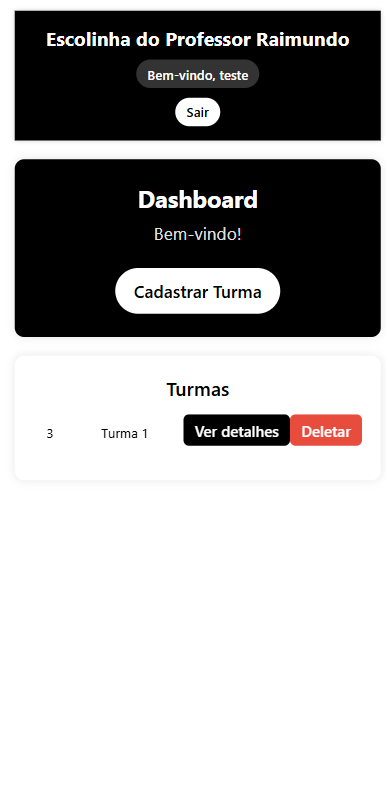 Escolinha do Professor Raimundo
Bem-vindo, teste
Sair
Dashboard
Bem-vindo!
Cadastrar Turma
Turmas
3 Turma 1 Ver detalhes Deletar